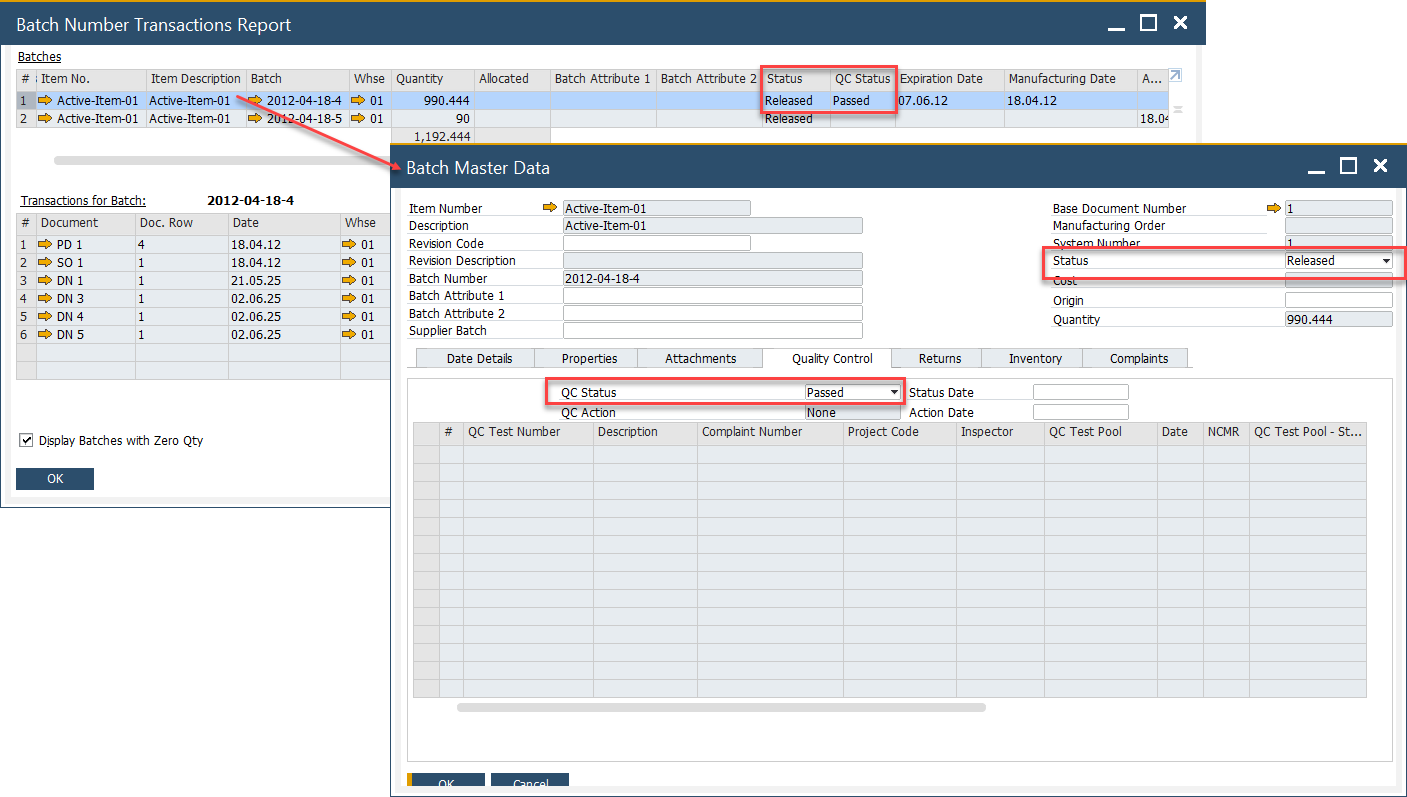 Batch Number Transactions Report
Batches
# Item No. Item Description Batch Whse Quantity Allocated Batch Attribute 1 Batch Attribute 2 Status QC Status Expiration Date Manufacturing Date A...
1 Active-Item-01 Active-Item-01 2012-04-18-4 01 990.444 Released Passed 07.06.12 18.04.12
2 Active-Item-01 Active-Item-01 2012-04-18-5 01 90 Released 18.04
1,192.444
Transactions for Batch: 2012-04-18-4
# Document Doc. Row Date Whse
1 PD 1 4 18.04.12 01
2 SO 1 1 18.04.12 01
3 DN 1 1 21.05.25 01
4 DN 3 1 02.06.25 01
5 DN 4 1 02.06.25 01
6 DN 5 1 02.06.25 01
Display Batches with Zero Qty
OK
Batch Master Data
Item Number Active-Item-01
Description Active-Item-01
Revision Code
Revision Description
Batch Number 2012-04-18-4
Batch Attribute 1
Batch Attribute 2
Supplier Batch
Base Document Number 1
Manufacturing Order
System Number 1
Status Released
Cost
Origin
Quantity 990.444
Date Details Properties Attachments Quality Control Returns Inventory Complaints
QC Status Passed Status Date
QC Action None Action Date
# QC Test Number Description Complaint Number Project Code Inspector QC Test Pool Date NCMR QC Test Pool - St...
OK Cancel